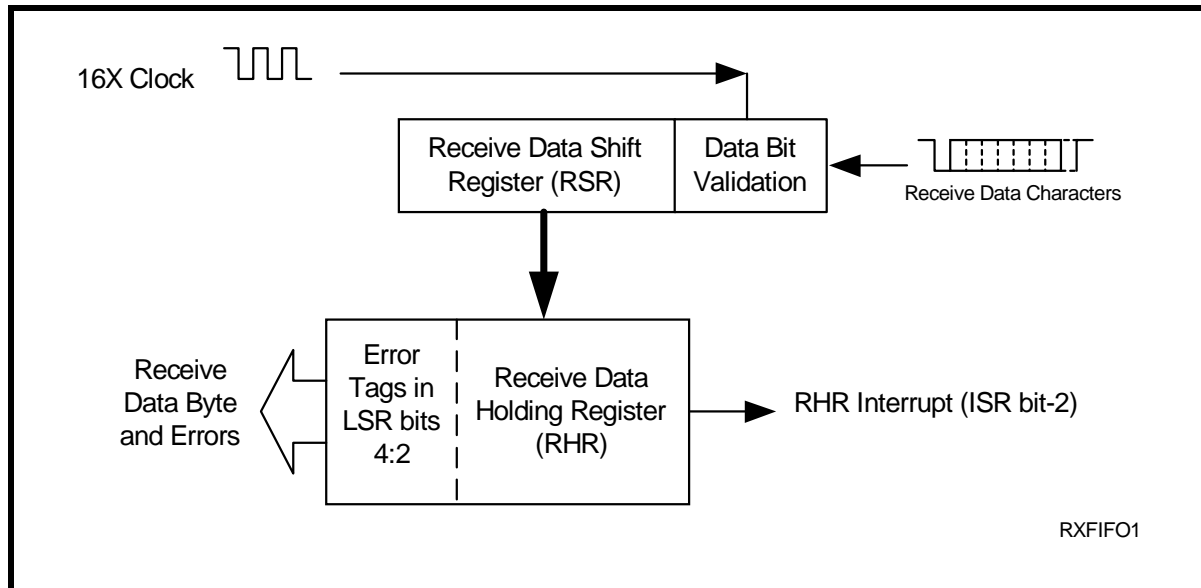 16X Clock
Receive Data Shift
Register (RSR)
Data Bit
Validation
Receive Data Characters
Receive
Data Byte
and Errors
Error
Tags in
LSR bits
4:2
Receive Data
Holding Register
(RHR)
RHR Interrupt (ISR bit-2)
RXFIFO1